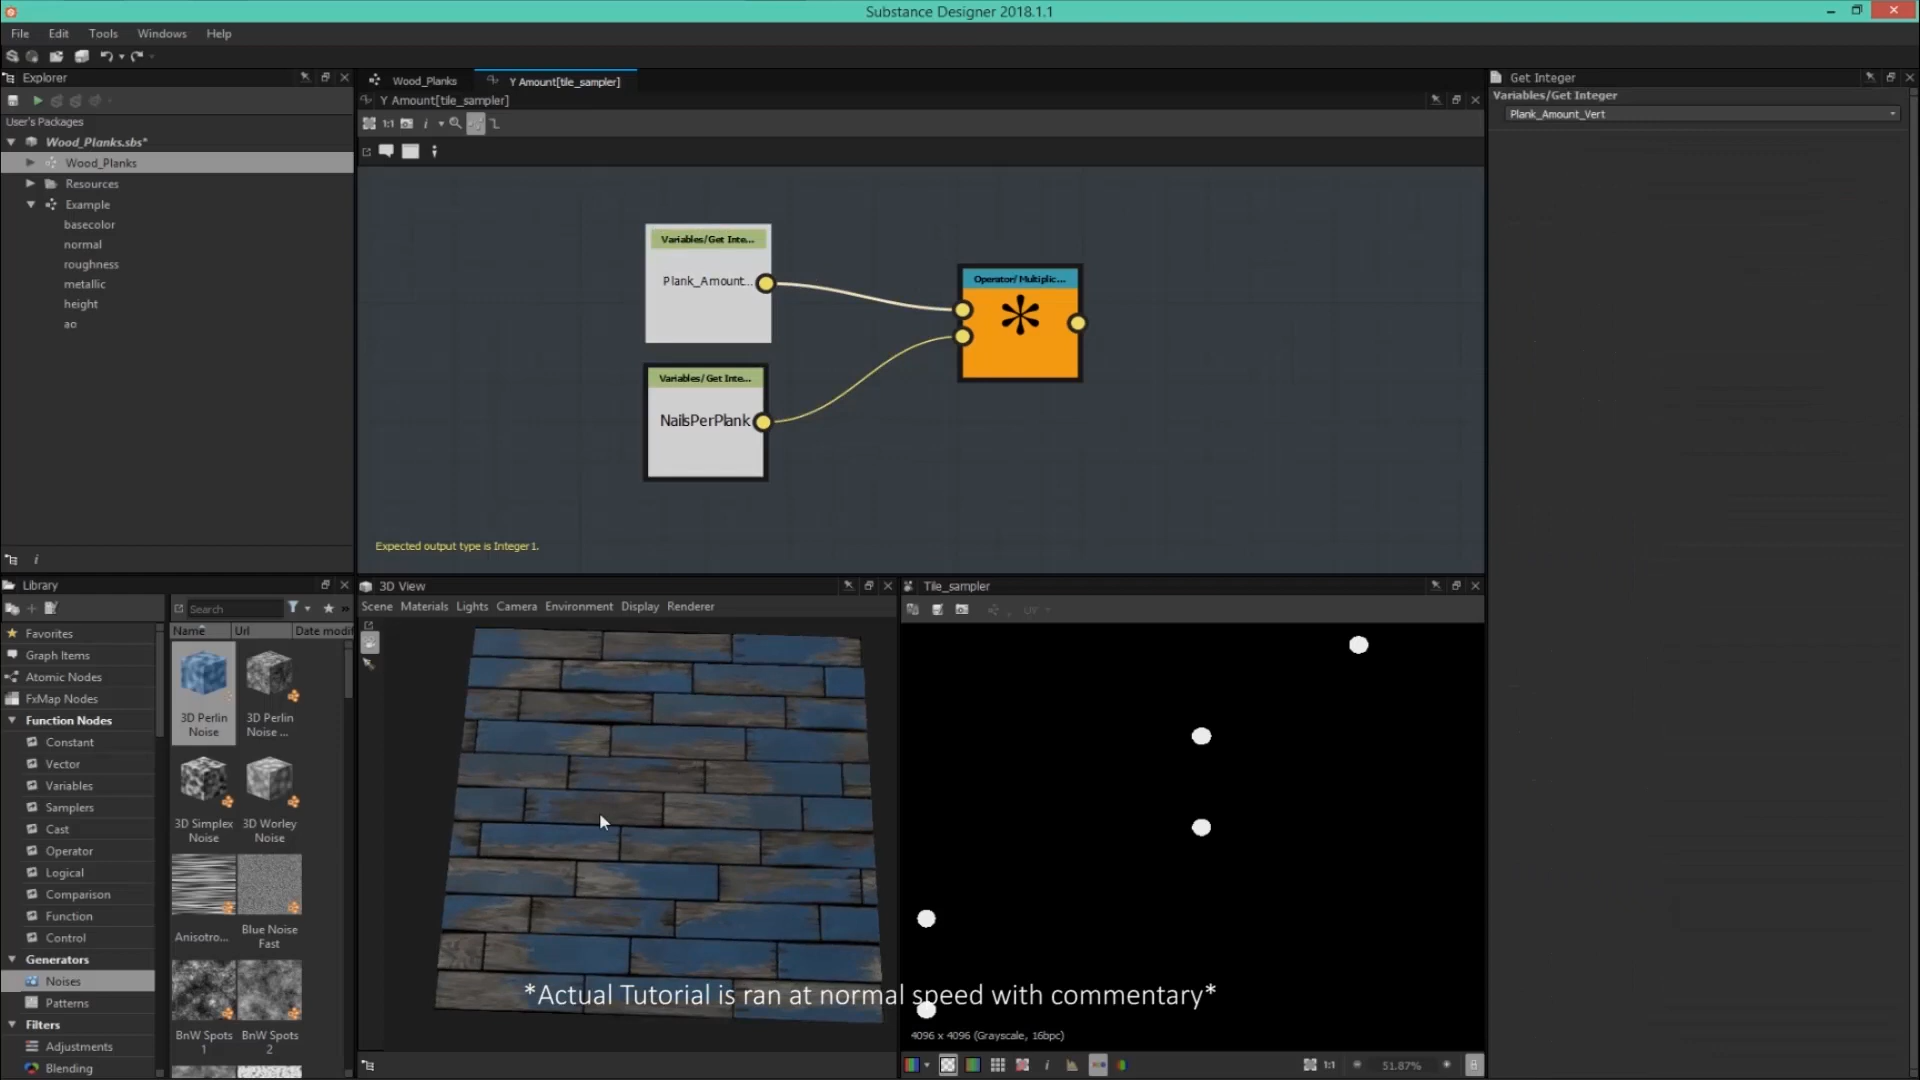 Substance Designer 2018.1.1
File Edit Tools Windows Help
Explorer
User's Packages
Wood_Planks.sbs*
Wood_Planks
Resources
Example
basecolor
normal
roughness
metallic
height
ao
Wood_Planks
Y Amount[tile_sampler]
Y Amount[tile_sampler]
1:1
Variables/Get Inte...
Plank_Amount...
Variables/Get Inte...
NailsPerPlank
Operator/Multiplic...
*
Expected output type is Integer1.
Get Integer
Variables/Get Integer
Plank_Amount_Vert
Library
Search
Name Url Date modif
Favorites
Graph Items
Atomic Nodes
FxMap Nodes
Function Nodes
Constant
Vector
Variables
Samplers
Cast
Operator
Logical
Comparison
Function
Control
Generators
Noises
Patterns
Filters
Adjustments
Blending
3D Perlin
Noise
3D Perlin
Noise ...
3D Simplex
Noise
3D Worley
Noise
Anisotro...
Blue Noise
Fast
BnW Spots
1
BnW Spots
2
3D View
Scene Materials Lights Camera Environment Display Renderer
Tile_sampler
UV
*Actual Tutorial is ran at normal speed with commentary*
4096 x 4096 (Grayscale, 16bpc)
1:1
51.87%